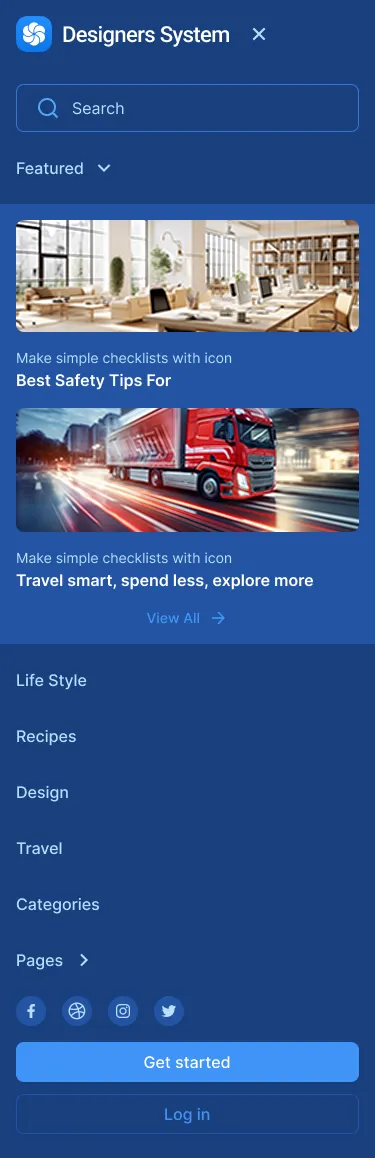 Designers System
Search
Featured
Make simple checklists with icon
Best Safety Tips For
Make simple checklists with icon
Travel smart, spend less, explore more
View All
Life Style
Recipes
Design
Travel
Categories
Pages
Get started
Log in